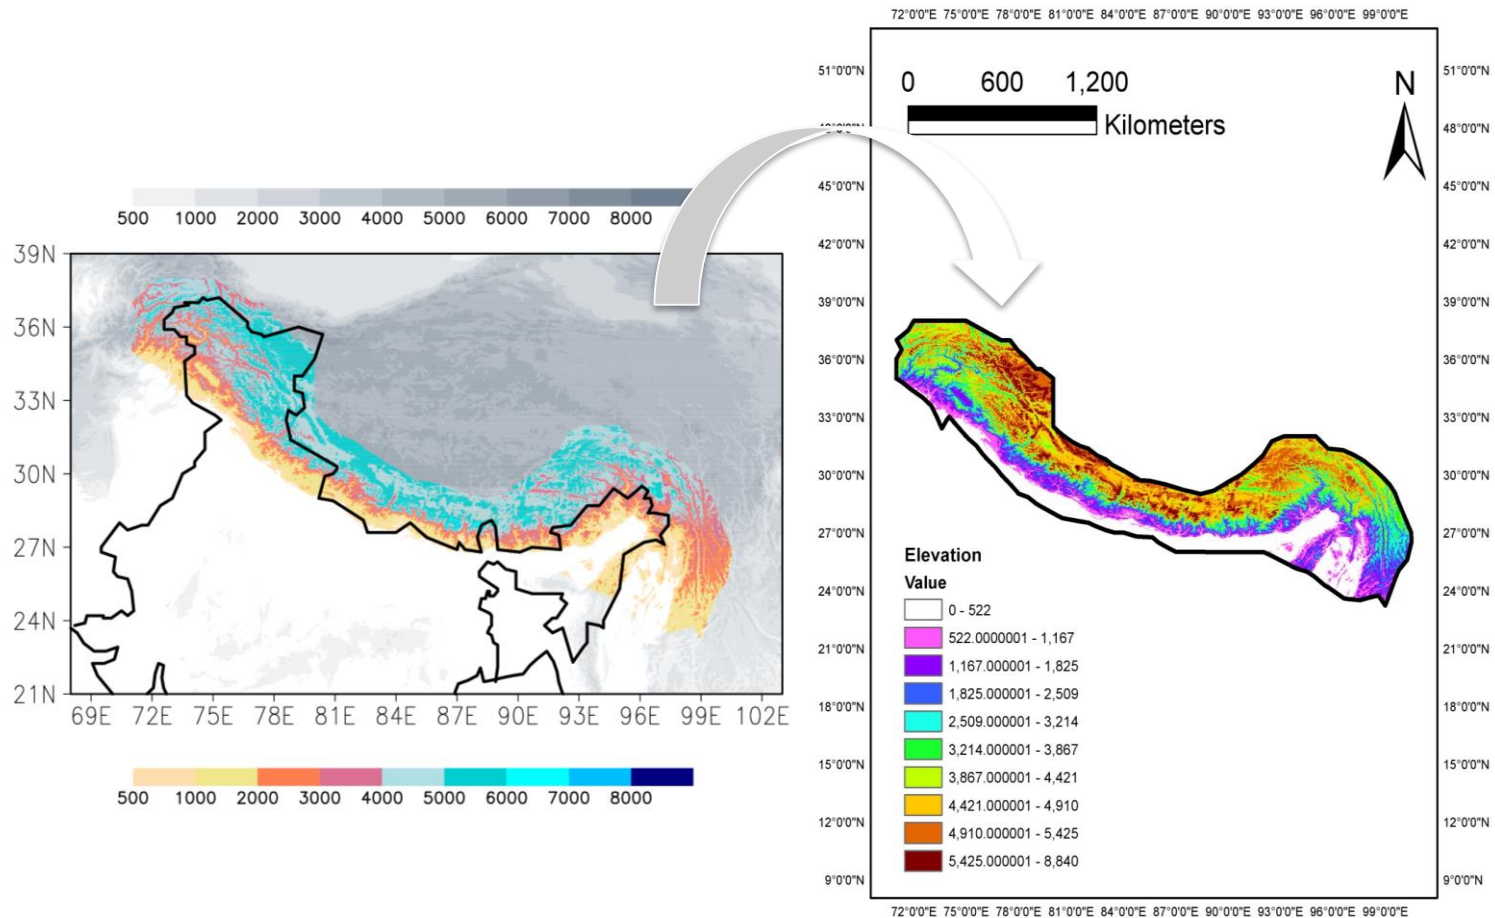 500 1000 2000 3000 4000 5000 6000 7000 8000
39N
36N
33N
30N
27N
24N
21N
69E 72E 75E 78E 81E 84E 87E 90E 93E 96E 99E 102E
500 1000 2000 3000 4000 5000 6000 7000 8000
72°0'0"E 75°0'0"E 78°0'0"E 81°0'0"E 84°0'0"E 87°0'0"E 90°0'0"E 93°0'0"E 96°0'0"E 99°0'0"E
0 600 1,200
Kilometers
N
51°0'0"N 51°0'0"N
48°0'0"N
45°0'0"N 45°0'0"N
42°0'0"N 42°0'0"N
39°0'0"N 39°0'0"N
36°0'0"N 36°0'0"N
33°0'0"N 33°0'0"N
30°0'0"N 30°0'0"N
27°0'0"N 27°0'0"N
24°0'0"N 24°0'0"N
21°0'0"N 21°0'0"N
18°0'0"N 18°0'0"N
15°0'0"N 15°0'0"N
12°0'0"N 12°0'0"N
9°0'0"N 9°0'0"N
Elevation
Value
0 - 522
522.0000001 - 1,167
1,167.000001 - 1,825
1,825.000001 - 2,509
2,509.000001 - 3,214
3,214.000001 - 3,867
3,867.000001 - 4,421
4,421.000001 - 4,910
4,910.000001 - 5,425
5,425.000001 - 8,840
72°0'0"E 75°0'0"E 78°0'0"E 81°0'0"E 84°0'0"E 87°0'0"E 90°0'0"E 93°0'0"E 96°0'0"E 99°0'0"E